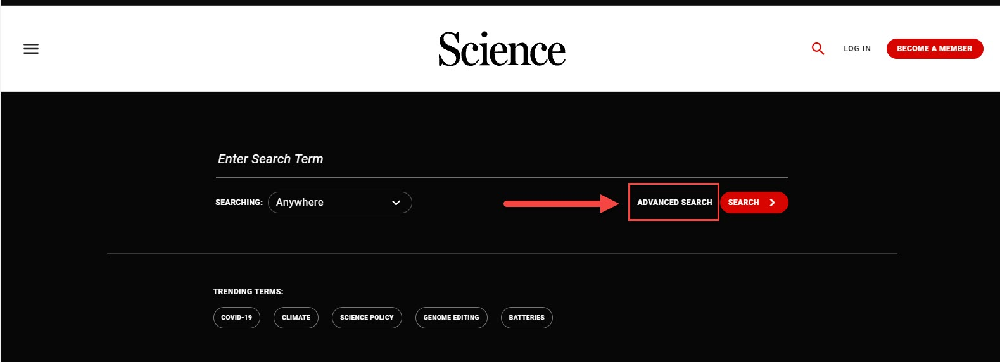 Science
LOG IN
BECOME A MEMBER
Enter Search Term
SEARCHING: Anywhere ADVANCED SEARCH SEARCH
TRENDING TERMS:
COVID-19 CLIMATE SCIENCE POLICY GENOME EDITING BATTERIES